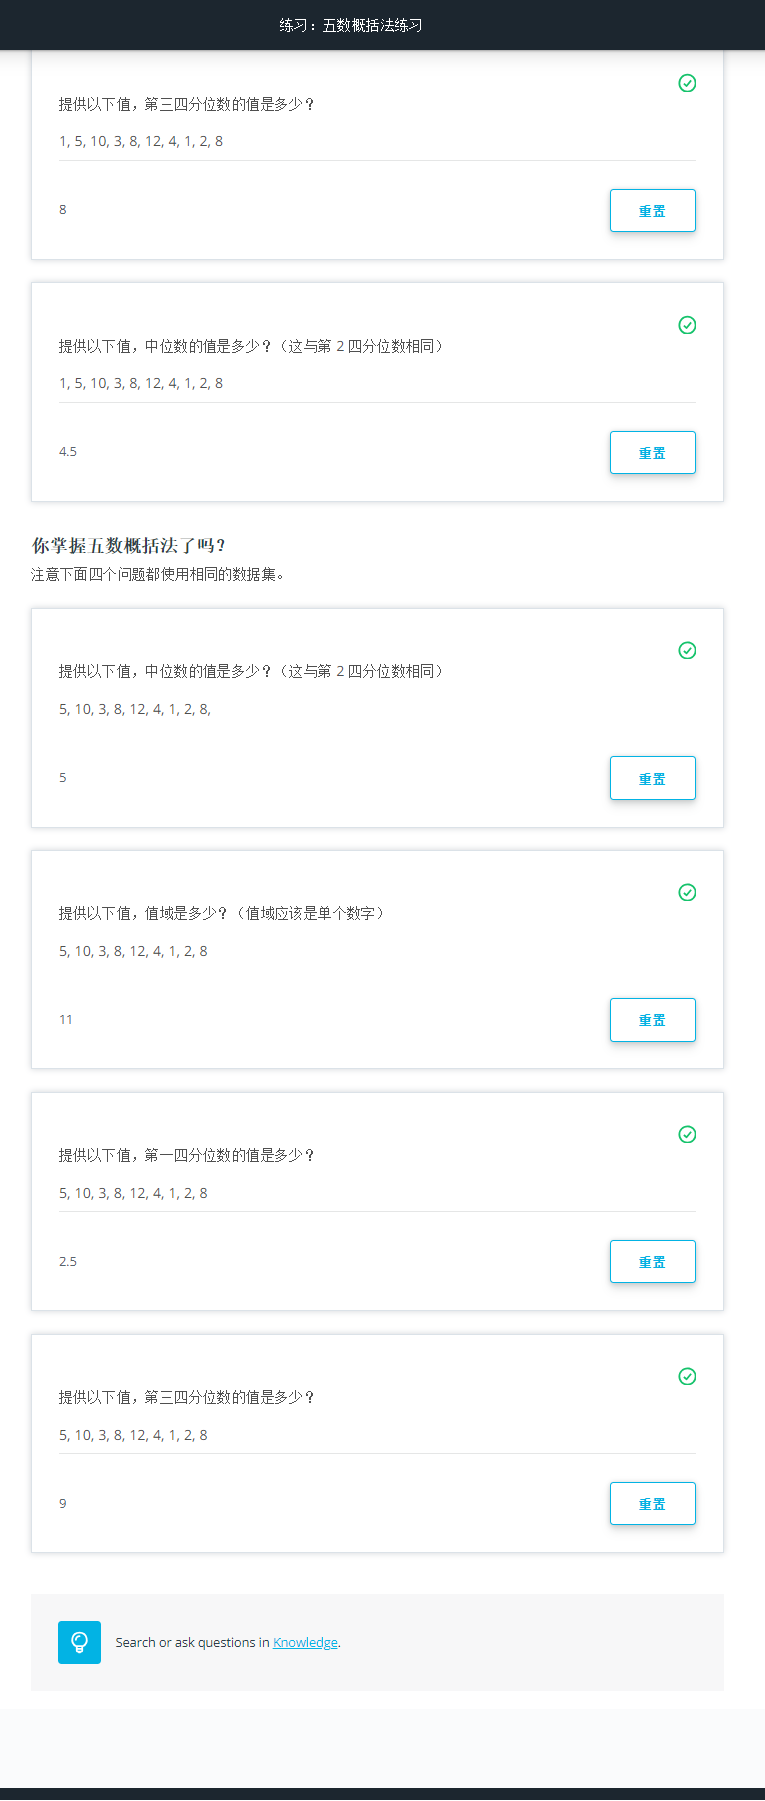 练习：五数概括法练习
提供以下值，第三四分位数的值是多少？
1, 5, 10, 3, 8, 12, 4, 1, 2, 8
8
重置
提供以下值，中位数的值是多少？（这与第 2 四分位数相同）
1, 5, 10, 3, 8, 12, 4, 1, 2, 8
4.5
重置
你掌握五数概括法了吗？
注意下面四个问题都使用相同的数据集。
提供以下值，中位数的值是多少？（这与第 2 四分位数相同）
5, 10, 3, 8, 12, 4, 1, 2, 8,
5
重置
提供以下值，值域是多少？（值域应该是单个数字）
5, 10, 3, 8, 12, 4, 1, 2, 8
11
重置
提供以下值，第一四分位数的值是多少？
5, 10, 3, 8, 12, 4, 1, 2, 8
2.5
重置
提供以下值，第三四分位数的值是多少？
5, 10, 3, 8, 12, 4, 1, 2, 8
9
重置
Search or ask questions in Knowledge.